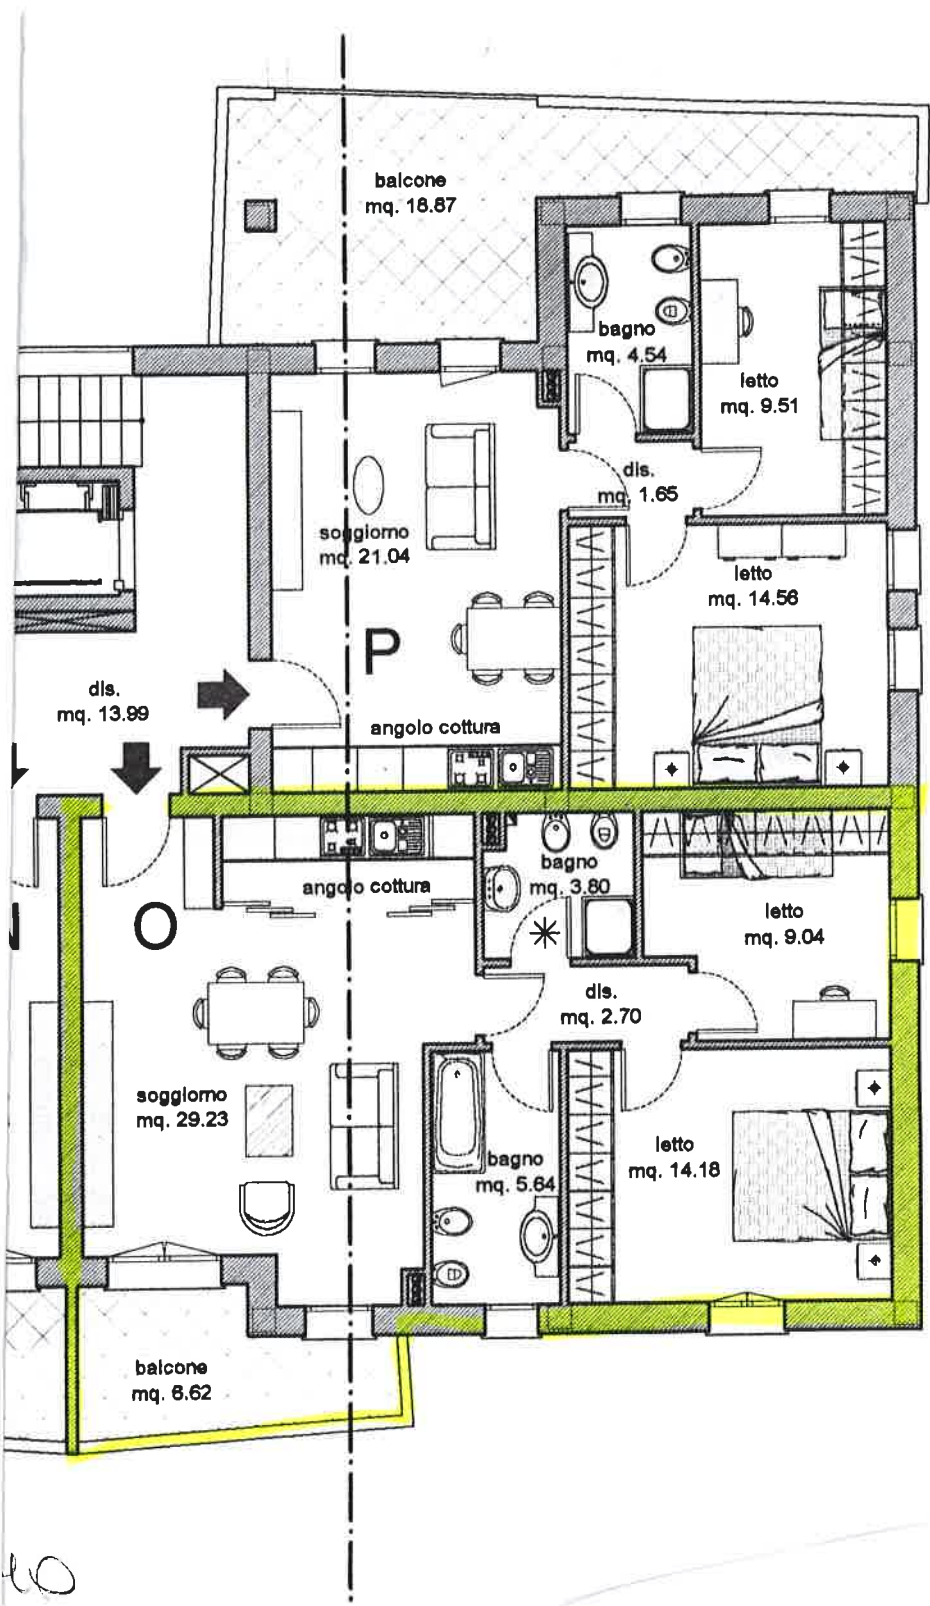 balcone
mq. 18.87
bagno
mq. 4.54
letto
mq. 9.51
dis.
mq. 1.65
soggiorno
mq. 21.04
letto
mq. 14.56
P
dis.
mq. 13.99
angolo cottura
angolo cottura
bagno
mq. 3.80
letto
mq. 9.04
O
dis.
mq. 2.70
soggiorno
mq. 29.23
bagno
mq. 5.64
letto
mq. 14.18
balcone
mq. 6.62